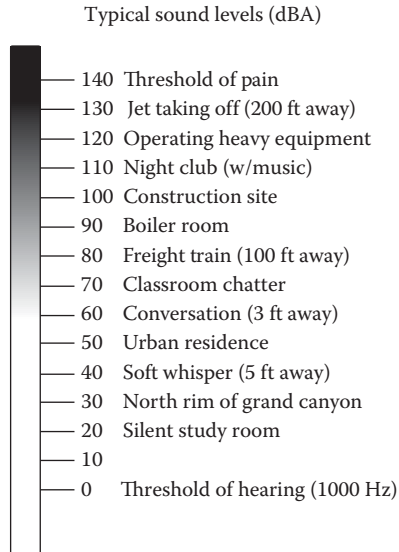 Typical sound levels (dBA)
140 Threshold of pain
130 Jet taking off (200 ft away)
120 Operating heavy equipment
110 Night club (w/music)
100 Construction site
90 Boiler room
80 Freight train (100 ft away)
70 Classroom chatter
60 Conversation (3 ft away)
50 Urban residence
40 Soft whisper (5 ft away)
30 North rim of grand canyon
20 Silent study room
10
0 Threshold of hearing (1000 Hz)